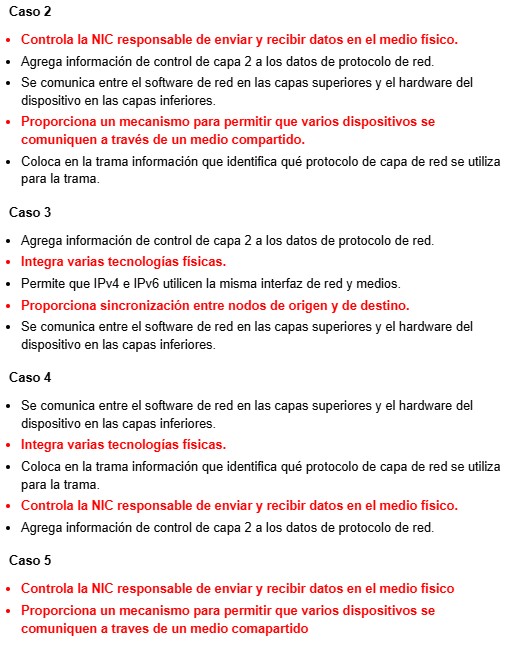 Caso 2
• Controla la NIC responsable de enviar y recibir datos en el medio físico.
• Agrega información de control de capa 2 a los datos de protocolo de red.
• Se comunica entre el software de red en las capas superiores y el hardware del
dispositivo en las capas inferiores.
• Proporciona un mecanismo para permitir que varios dispositivos se
comuniquen a través de un medio compartido.
• Coloca en la trama información que identifica qué protocolo de capa de red se utiliza
para la trama.
Caso 3
• Agrega información de control de capa 2 a los datos de protocolo de red.
• Integra varias tecnologías físicas.
• Permite que IPv4 e IPv6 utilicen la misma interfaz de red y medios.
• Proporciona sincronización entre nodos de origen y de destino.
• Se comunica entre el software de red en las capas superiores y el hardware del
dispositivo en las capas inferiores.
Caso 4
• Se comunica entre el software de red en las capas superiores y el hardware del
dispositivo en las capas inferiores.
• Integra varias tecnologías físicas.
• Coloca en la trama información que identifica qué protocolo de capa de red se utiliza
para la trama.
• Controla la NIC responsable de enviar y recibir datos en el medio físico.
• Agrega información de control de capa 2 a los datos de protocolo de red.
Caso 5
• Controla la NIC responsable de enviar y recibir datos en el medio físico
• Proporciona un mecanismo para permitir que varios dispositivos se
comuniquen a traves de un medio comapartido